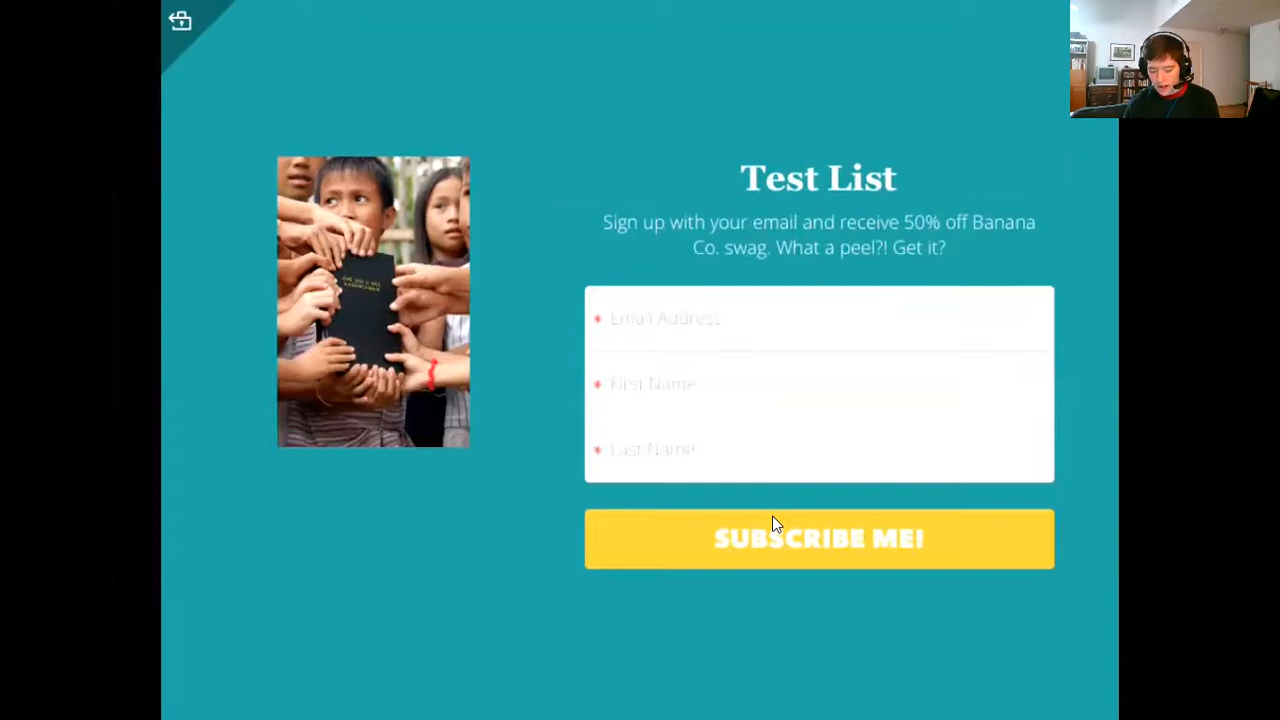 Test List
Sign up with your email and receive 50% off Banana
Co. swag. What a peel?! Get it?
* Email Address
* First Name
* Last Name
SUBSCRIBE ME!